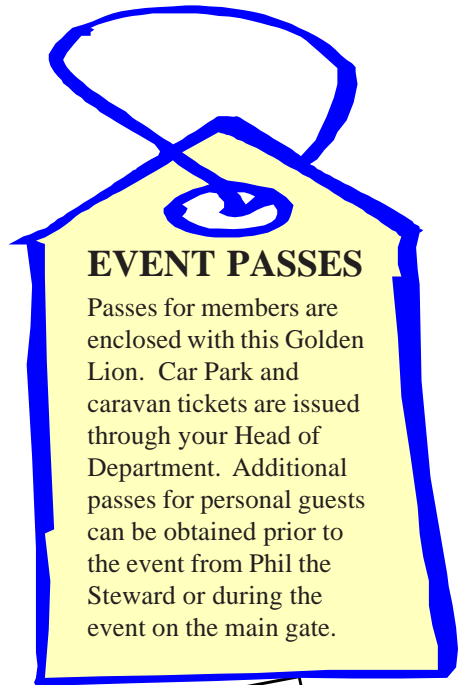 EVENT PASSES
Passes for members are
enclosed with this Golden
Lion.  Car Park and
caravan tickets are issued
through your Head of
Department.  Additional
passes for personal guests
can be obtained prior to
the event from Phil the
Steward or during the
event on the main gate.